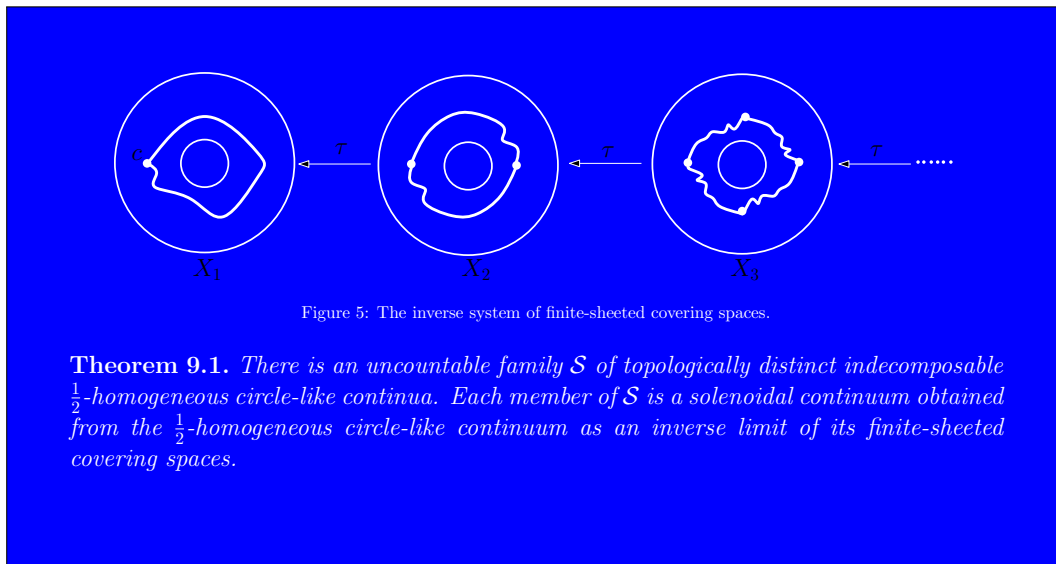 c τ τ τ ......
X₁ X₂ X₃
Figure 5: The inverse system of finite-sheeted covering spaces.
Theorem 9.1. There is an uncountable family 𝒮 of topologically distinct indecomposable
½-homogeneous circle-like continua. Each member of 𝒮 is a solenoidal continuum obtained
from the ½-homogeneous circle-like continuum as an inverse limit of its finite-sheeted
covering spaces.